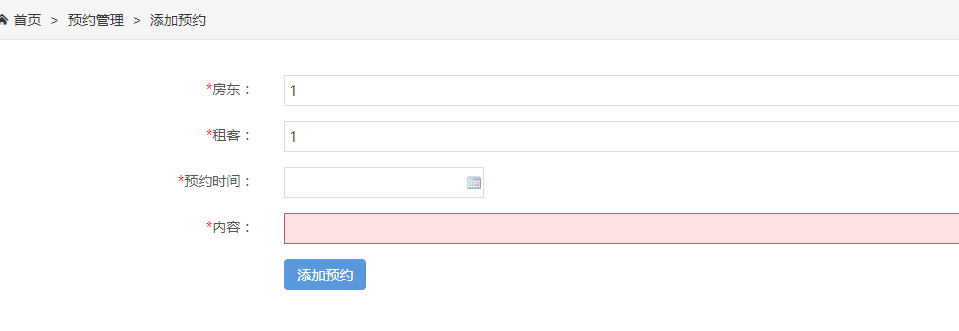 首页 > 预约管理 > 添加预约
*房东： 1
*租客： 1
*预约时间：
*内容：
添加预约